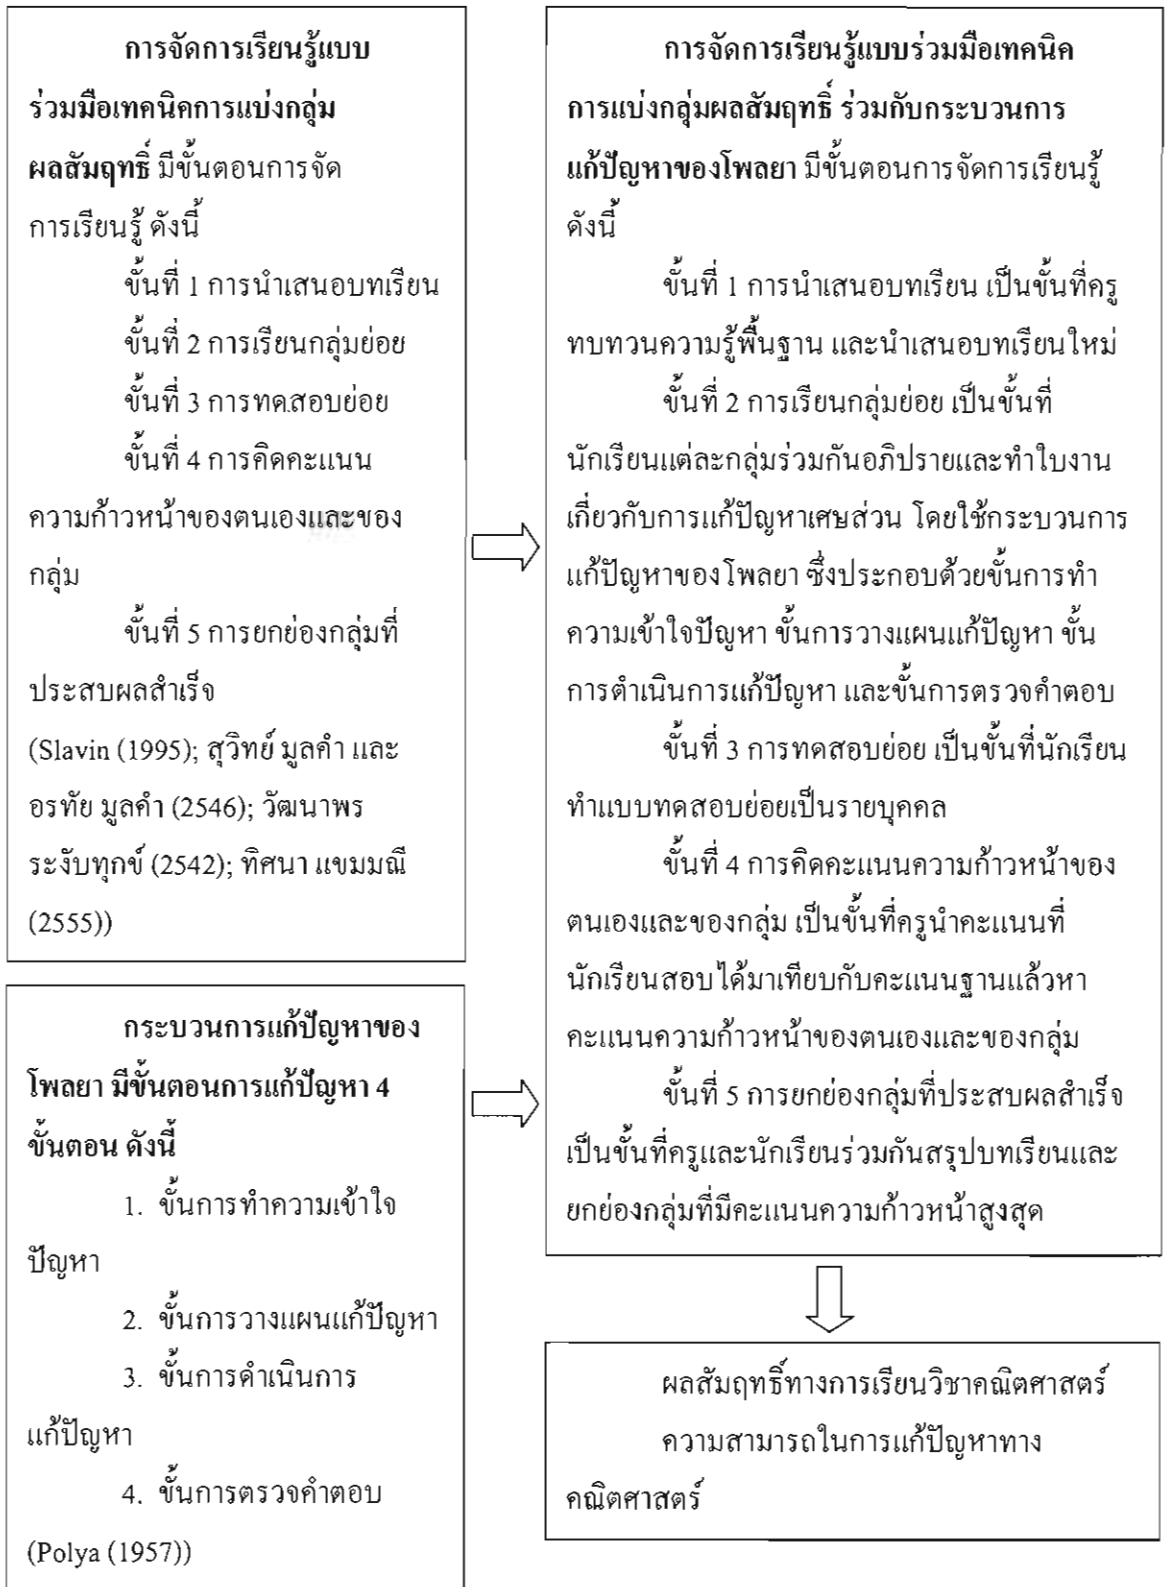 การจัดการเรียนรู้แบบ
ร่วมมือเทคนิคการแบ่งกลุ่ม
ผลสัมฤทธิ์ มีขั้นตอนการจัด
การเรียนรู้ ดังนี้
ขั้นที่ 1 การนำเสนอบทเรียน
ขั้นที่ 2 การเรียนกลุ่มย่อย
ขั้นที่ 3 การทดสอบย่อย
ขั้นที่ 4 การคิดคะแนน
ความก้าวหน้าของตนเองและของ
กลุ่ม
ขั้นที่ 5 การยกย่องกลุ่มที่
ประสบผลสำเร็จ
(Slavin (1995); สุวิทย์ มูลคำ และ
อรทัย มูลคำ (2546); วัฒนาพร
ระงับทุกข์ (2542); ทิศนา แขมมณี
(2555))
กระบวนการแก้ปัญหาของ
โพลยา มีขั้นตอนการแก้ปัญหา 4
ขั้นตอน ดังนี้
1. ขั้นการทำความเข้าใจ
ปัญหา
2. ขั้นการวางแผนแก้ปัญหา
3. ขั้นการดำเนินการ
แก้ปัญหา
4. ขั้นการตรวจคำตอบ
(Polya (1957))
การจัดการเรียนรู้แบบร่วมมือเทคนิค
การแบ่งกลุ่มผลสัมฤทธิ์ ร่วมกับกระบวนการ
แก้ปัญหาของโพลยา มีขั้นตอนการจัดการเรียนรู้
ดังนี้
ขั้นที่ 1 การนำเสนอบทเรียน เป็นขั้นที่ครู
ทบทวนความรู้พื้นฐาน และนำเสนอบทเรียนใหม่
ขั้นที่ 2 การเรียนกลุ่มย่อย เป็นขั้นที่
นักเรียนแต่ละกลุ่มร่วมกันอภิปรายและทำใบงาน
เกี่ยวกับการแก้ปัญหาเศษส่วน โดยใช้กระบวนการ
แก้ปัญหาของโพลยา ซึ่งประกอบด้วยขั้นการทำ
ความเข้าใจปัญหา ขั้นการวางแผนแก้ปัญหา ขั้น
การดำเนินการแก้ปัญหา และขั้นการตรวจคำตอบ
ขั้นที่ 3 การทดสอบย่อย เป็นขั้นที่นักเรียน
ทำแบบทดสอบย่อยเป็นรายบุคคล
ขั้นที่ 4 การคิดคะแนนความก้าวหน้าของ
ตนเองและของกลุ่ม เป็นขั้นที่ครูนำคะแนนที่
นักเรียนสอบได้มาเทียบกับคะแนนฐานแล้วหา
คะแนนความก้าวหน้าของตนเองและของกลุ่ม
ขั้นที่ 5 การยกย่องกลุ่มที่ประสบผลสำเร็จ
เป็นขั้นที่ครูและนักเรียนร่วมกันสรุปบทเรียนและ
ยกย่องกลุ่มที่มีคะแนนความก้าวหน้าสูงสุด
ผลสัมฤทธิ์ทางการเรียนวิชาคณิตศาสตร์
ความสามารถในการแก้ปัญหาทาง
คณิตศาสตร์